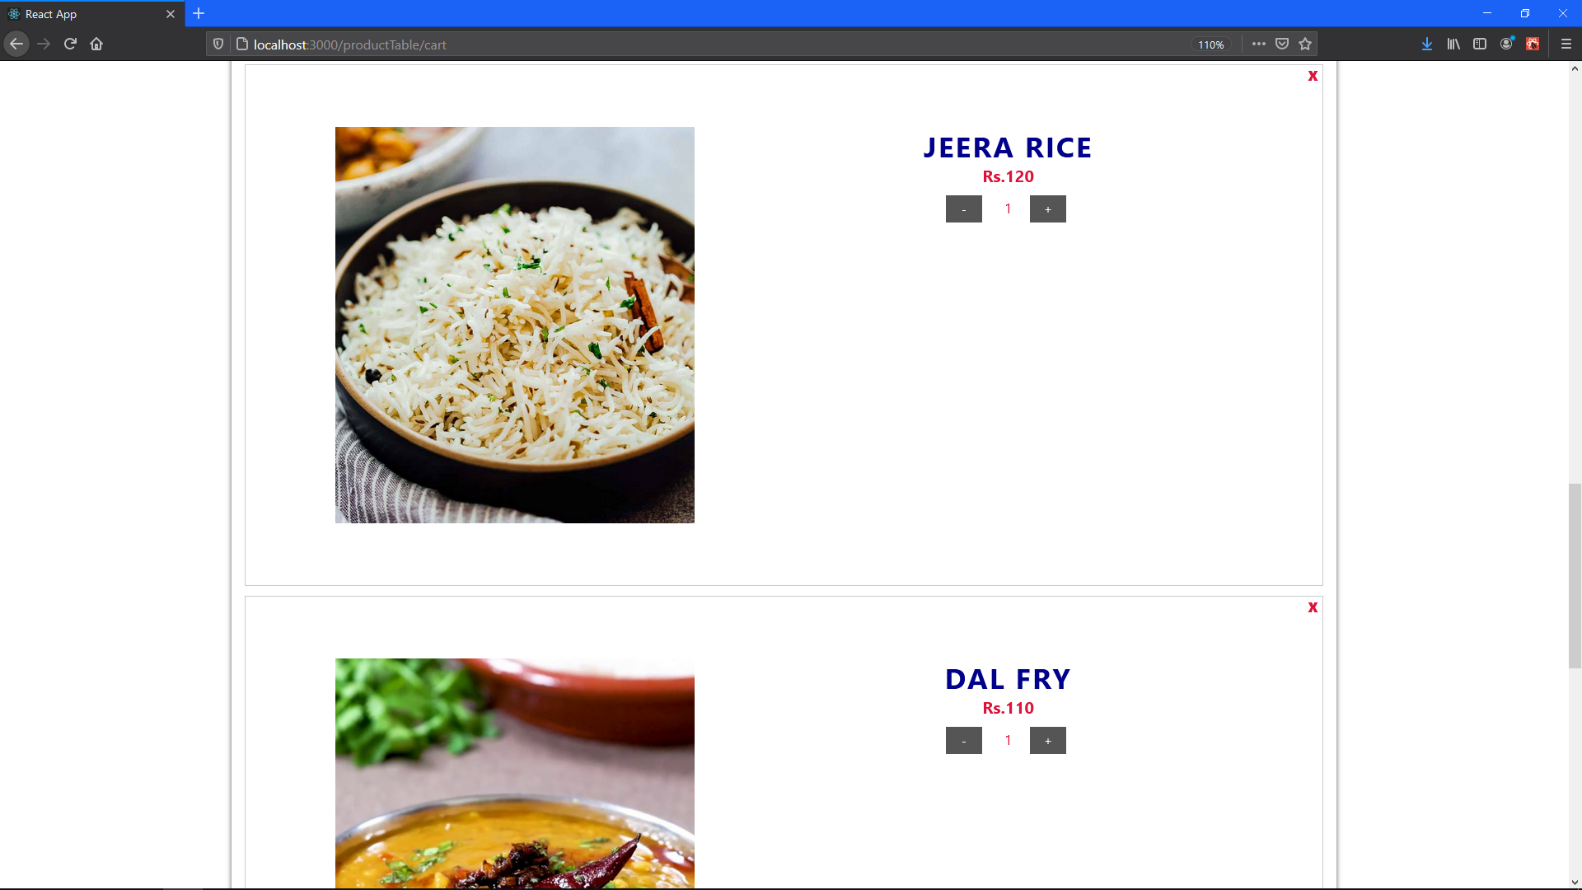 React App
localhost:3000/productTable/cart
110%
X
JEERA RICE
Rs.120
- 1 +
X
DAL FRY
Rs.110
- 1 +